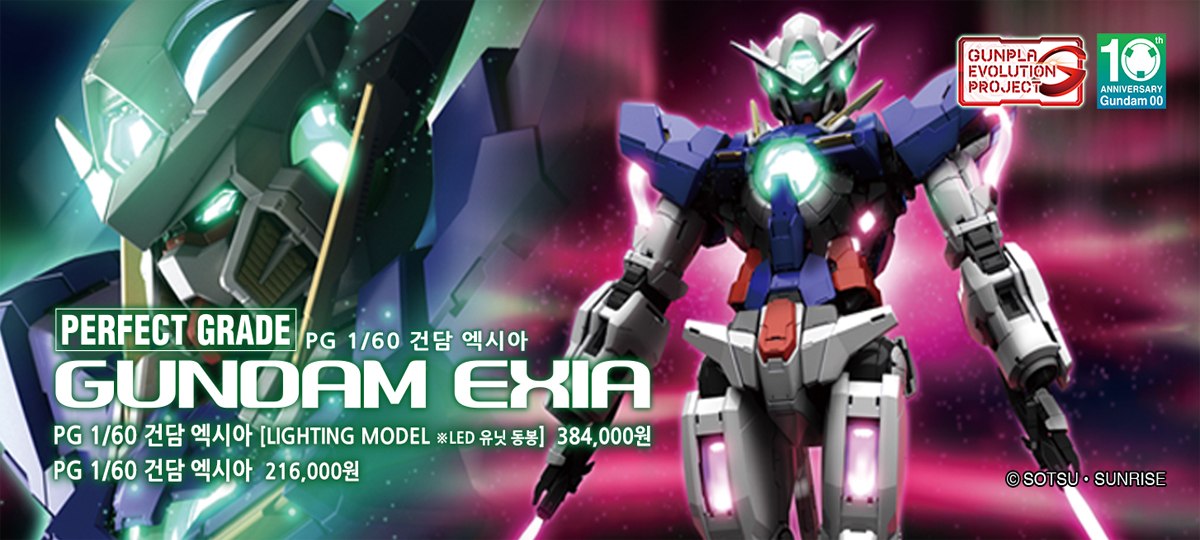 GUNPLA
EVOLUTION
PROJECT
10th
ANNIVERSARY
Gundam 00
PERFECT GRADE
PG 1/60 건담 엑시아
GUNDAM EXIA
PG 1/60 건담 엑시아 [LIGHTING MODEL ※LED 유닛 동봉] 384,000원
PG 1/60 건담 엑시아 216,000원
© SOTSU・SUNRISE